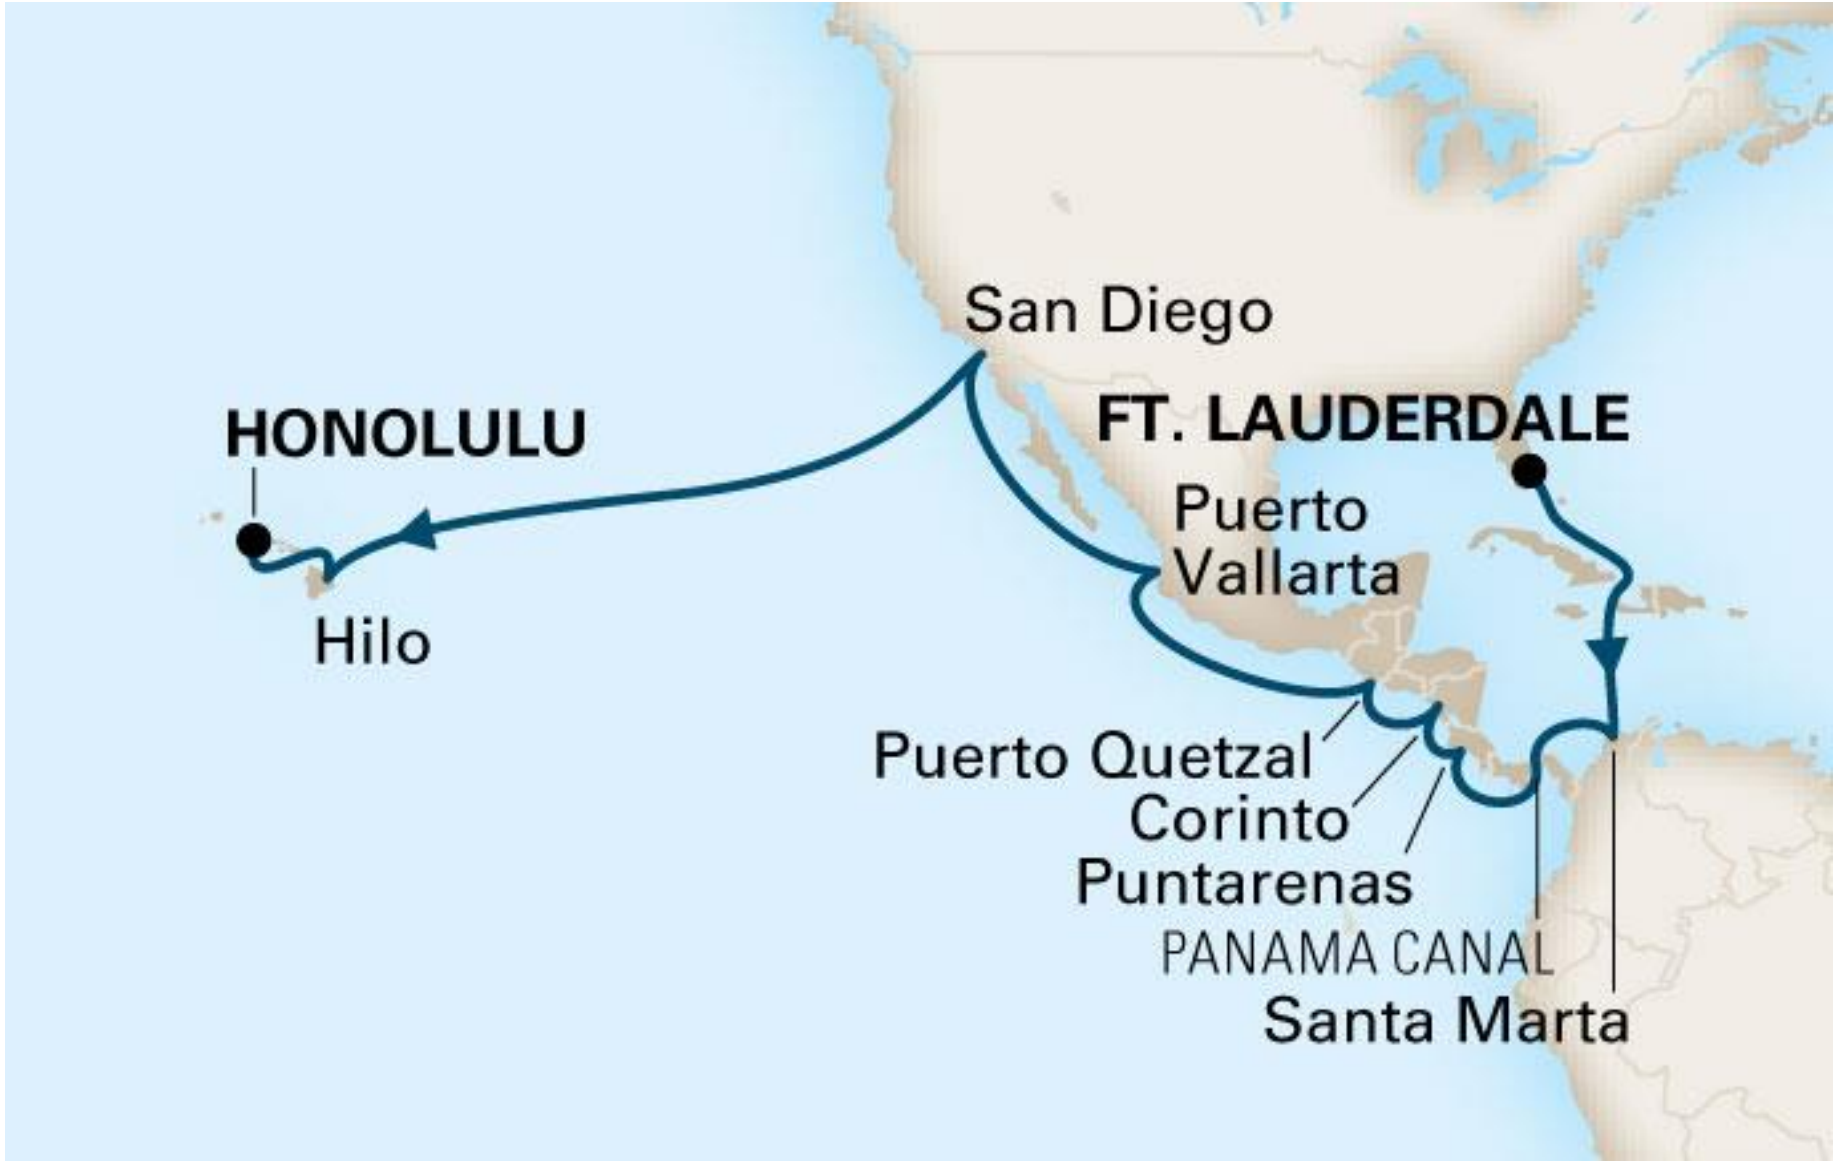 San Diego
HONOLULU
FT. LAUDERDALE
Puerto
Vallarta
Hilo
Puerto Quetzal
Corinto
Puntarenas
PANAMA CANAL
Santa Marta